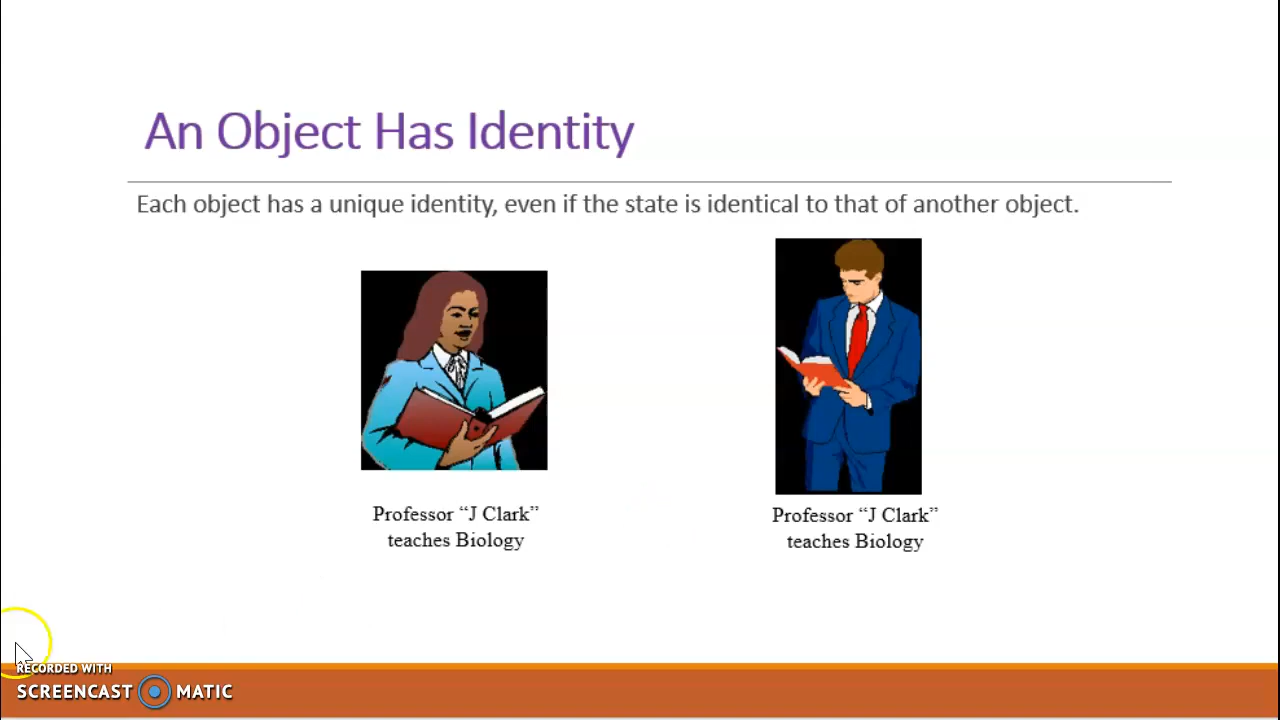 An Object Has Identity
Each object has a unique identity, even if the state is identical to that of another object.
Professor “J Clark”
teaches Biology
Professor “J Clark”
teaches Biology
RECORDED WITH
SCREENCAST MATIC